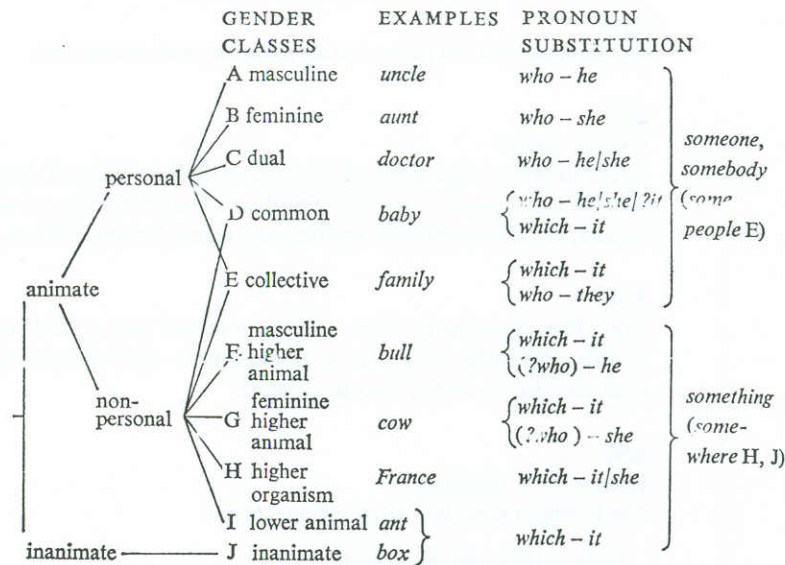 GENDER EXAMPLES PRONOUN
CLASSES SUBSTITUTION
A masculine uncle who – he
B feminine aunt who – she
C dual doctor who – he/she
D common baby who – he/she/?it
which – it
E collective family which – it
who – they
someone,
somebody
(some
people E)
personal
animate
non-
personal
masculine
F higher bull which – it
animal (?who) – he
feminine
G higher cow which – it
animal (?who) – she
H higher France which – it/she
organism
something
(some-
where H, J)
I lower animal ant
inanimate J inanimate box which – it